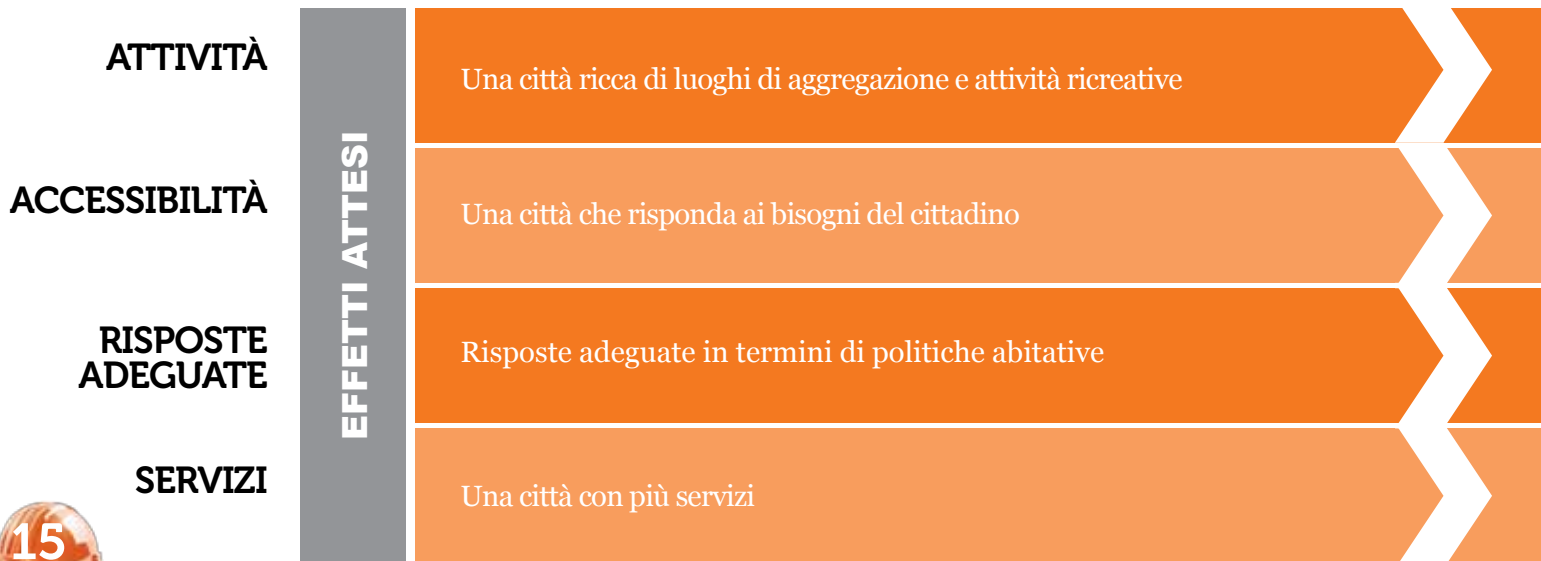 ATTIVITÀ
ACCESSIBILITÀ
RISPOSTE
ADEGUATE
SERVIZI
15
EFFETTI ATTESI
Una città ricca di luoghi di aggregazione e attività ricreative
Una città che risponda ai bisogni del cittadino
Risposte adeguate in termini di politiche abitative
Una città con più servizi